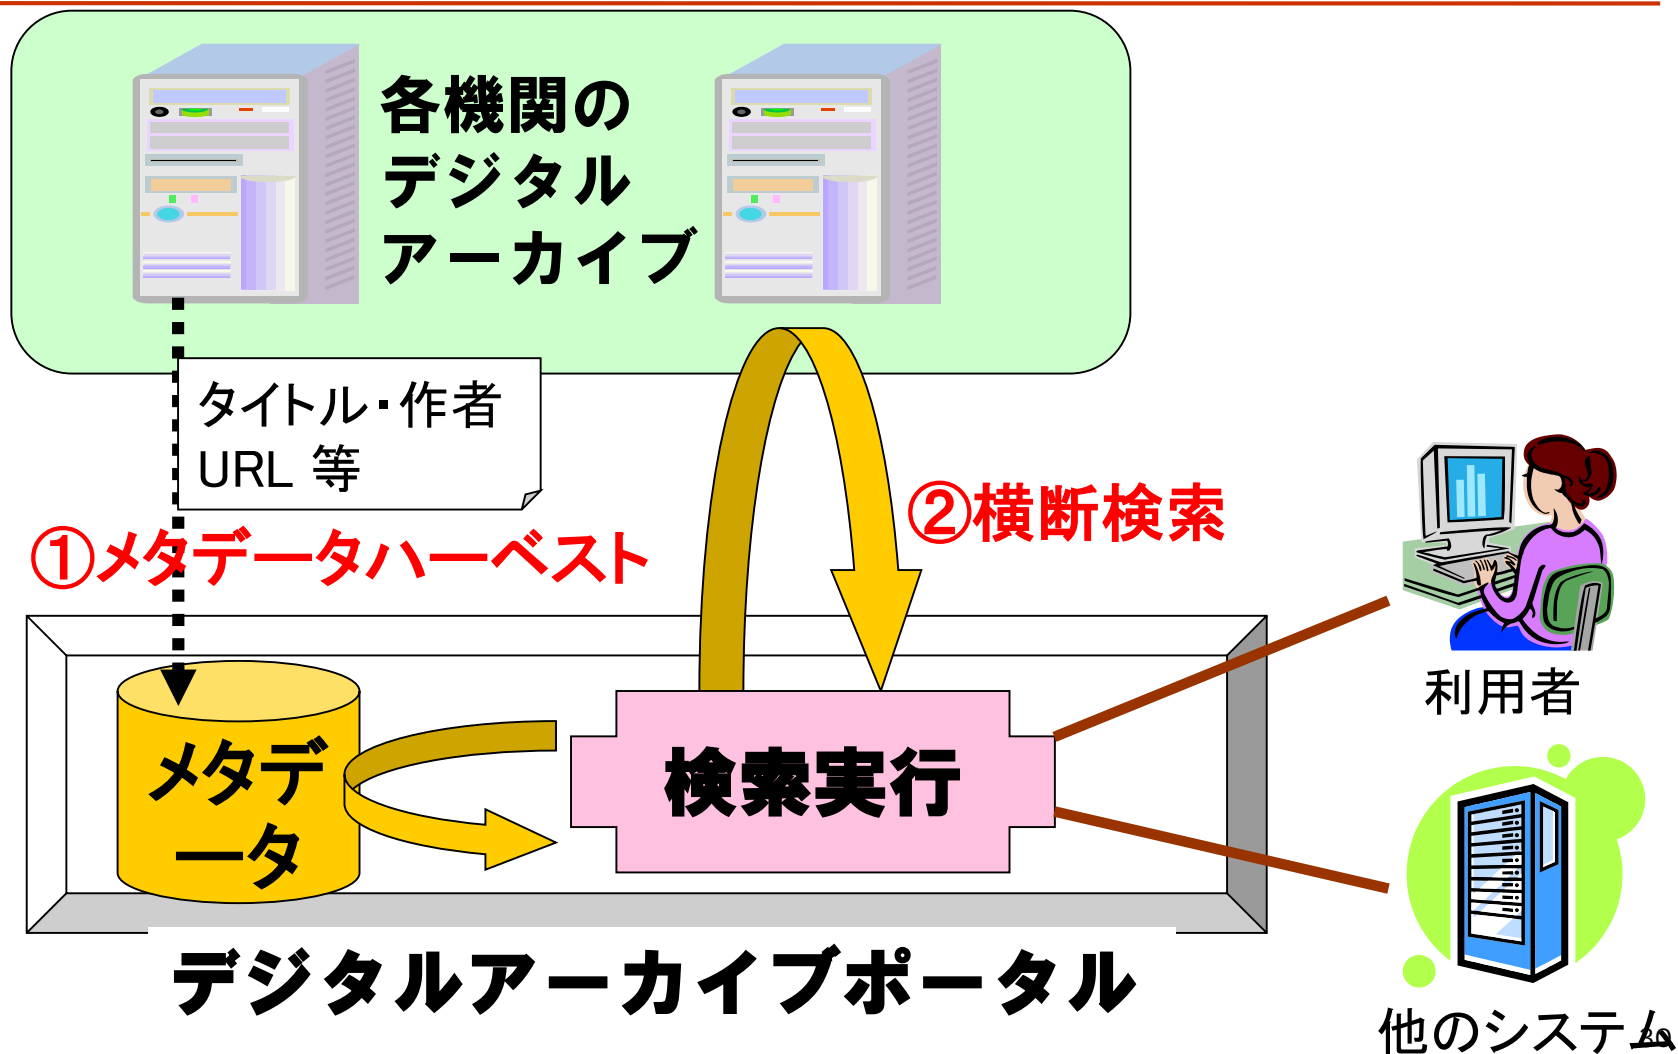 各機関の
デジタル
アーカイブ
タイトル・作者
URL 等
①メタデータハーベスト
②横断検索
利用者
メタデ
ータ
検索実行
デジタルアーカイブポータル
他のシステム
30